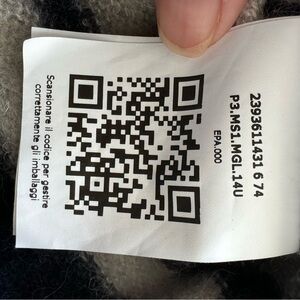 2393611431 6 74
P3.MS1.MGL.14U
EPA.000
Scansionare il codice per gestire
correttamente gli imballaggi